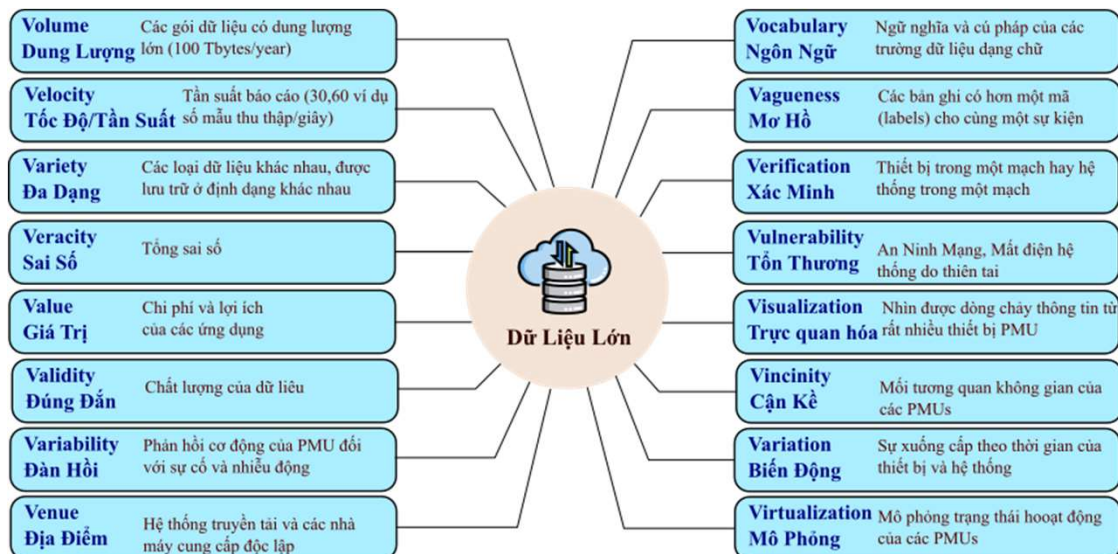 Volume
Dung Lượng
Các gói dữ liệu có dung lượng
lớn (100 Tbytes/year)
Velocity
Tốc Độ/Tần Suất
Tần suất báo cáo (30,60 ví dụ
số mẫu thu thập/giây)
Variety
Đa Dạng
Các loại dữ liệu khác nhau, được
lưu trữ ở định dạng khác nhau
Veracity
Sai Số
Tổng sai số
Value
Giá Trị
Chi phí và lợi ích
của các ứng dụng
Validity
Đúng Đắn
Chất lượng của dữ liêu
Variability
Đàn Hồi
Phản hồi cơ động của PMU đối
với sự cố và nhiễu động
Venue
Địa Điểm
Hệ thống truyền tải và các nhà
máy cung cấp độc lập
Dữ Liệu Lớn
Vocabulary
Ngôn Ngữ
Ngữ nghĩa và cú pháp của các
trường dữ liệu dạng chữ
Vagueness
Mơ Hồ
Các bản ghi có hơn một mã
(labels) cho cùng một sự kiện
Verification
Xác Minh
Thiết bị trong một mạch hay hệ
thống trong một mạch
Vulnerability
Tổn Thương
An Ninh Mạng, Mất điện hệ
thống do thiên tai
Visualization
Trực quan hóa
Nhìn được dòng chảy thông tin từ
rất nhiều thiết bị PMU
Vincinity
Cận Kề
Mối tương quan không gian của
các PMUs
Variation
Biến Động
Sự xuống cấp theo thời gian của
thiết bị và hệ thống
Virtualization
Mô Phỏng
Mô phỏng trạng thái hooạt động
của các PMUs